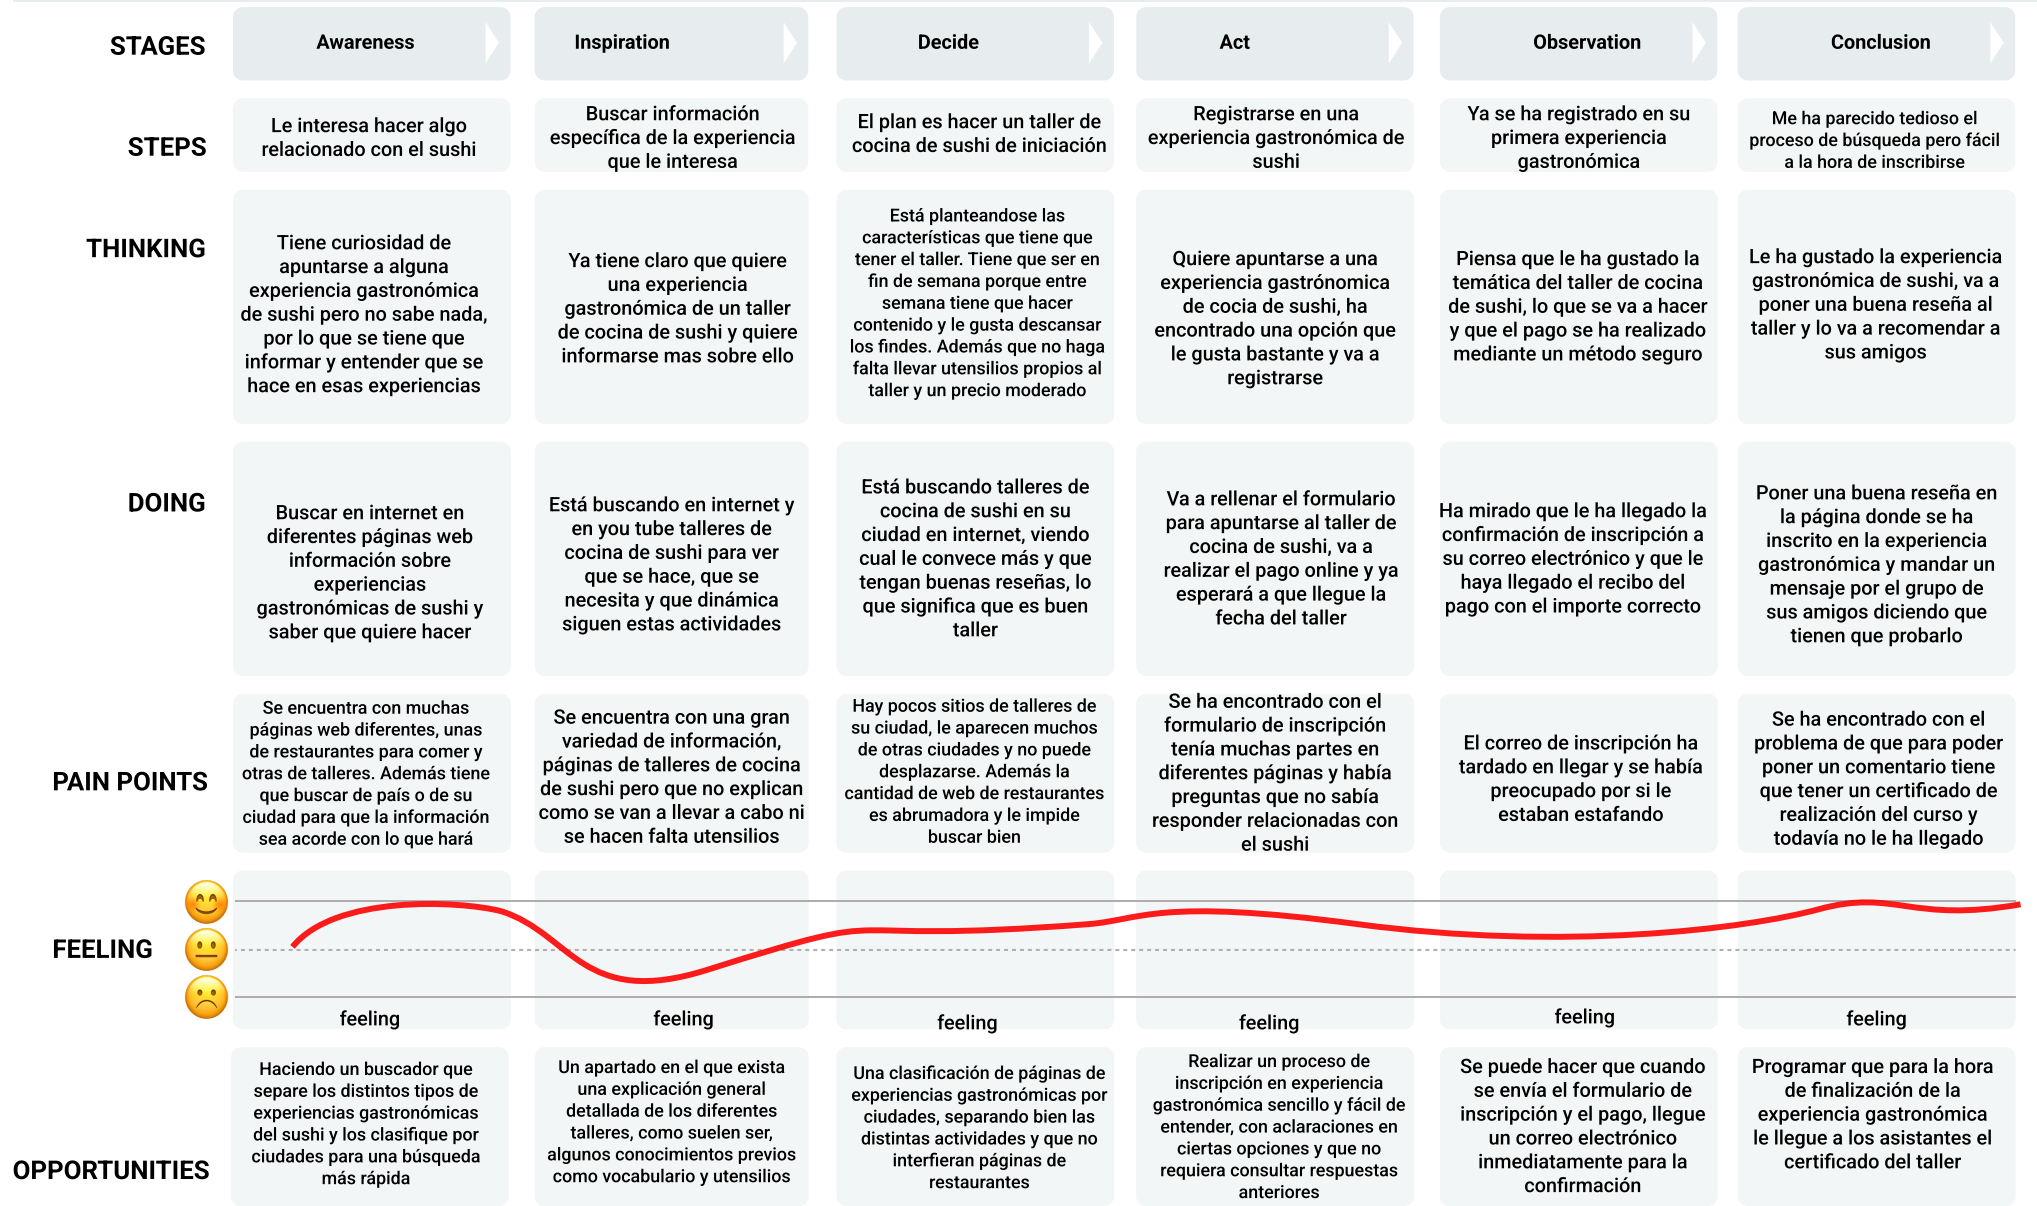 STAGES
Awareness
Inspiration
Decide
Act
Observation
Conclusion
STEPS
Le interesa hacer algo
relacionado con el sushi
Buscar información
específica de la experiencia
que le interesa
El plan es hacer un taller de
cocina de sushi de iniciación
Registrarse en una
experiencia gastronómica de
sushi
Ya se ha registrado en su
primera experiencia
gastronómica
Me ha parecido tedioso el
proceso de búsqueda pero fácil
a la hora de inscribirse
THINKING
Tiene curiosidad de
apuntarse a alguna
experiencia gastronómica
de sushi pero no sabe nada,
por lo que se tiene que
informar y entender que se
hace en esas experiencias
Ya tiene claro que quiere
una experiencia
gastronómica de un taller
de cocina de sushi y quiere
informarse mas sobre ello
Está planteandose las
características que tiene que
tener el taller. Tiene que ser en
fin de semana porque entre
semana tiene que hacer
contenido y le gusta descansar
los findes. Además que no haga
falta llevar utensilios propios al
taller y un precio moderado
Quiere apuntarse a una
experiencia gastrónomica
de cocia de sushi, ha
encontrado una opción que
le gusta bastante y va a
registrarse
Piensa que le ha gustado la
temática del taller de cocina
de sushi, lo que se va a hacer
y que el pago se ha realizado
mediante un método seguro
Le ha gustado la experiencia
gastronómica de sushi, va a
poner una buena reseña al
taller y lo va a recomendar a
sus amigos
DOING
Buscar en internet en
diferentes páginas web
información sobre
experiencias
gastronómicas de sushi y
saber que quiere hacer
Está buscando en internet y
en you tube talleres de
cocina de sushi para ver
que se hace, que se
necesita y que dinámica
siguen estas actividades
Está buscando talleres de
cocina de sushi en su
ciudad en internet, viendo
cual le convece más y que
tengan buenas reseñas, lo
que significa que es buen
taller
Va a rellenar el formulario
para apuntarse al taller de
cocina de sushi, va a
realizar el pago online y ya
esperará a que llegue la
fecha del taller
Ha mirado que le ha llegado la
confirmación de inscripción a
su correo electrónico y que le
haya llegado el recibo del
pago con el importe correcto
Poner una buena reseña en
la página donde se ha
inscrito en la experiencia
gastronómica y mandar un
mensaje por el grupo de
sus amigos diciendo que
tienen que probarlo
PAIN POINTS
Se encuentra con muchas
páginas web diferentes, unas
de restaurantes para comer y
otras de talleres. Además tiene
que buscar de país o de su
ciudad para que la información
sea acorde con lo que hará
Se encuentra con una gran
variedad de información,
páginas de talleres de cocina
de sushi pero que no explican
como se van a llevar a cabo ni
se hacen falta utensilios
Hay pocos sitios de talleres de
su ciudad, le aparecen muchos
de otras ciudades y no puede
desplazarse. Además la
cantidad de web de restaurantes
es abrumadora y le impide
buscar bien
Se ha encontrado con el
formulario de inscripción
tenía muchas partes en
diferentes páginas y había
preguntas que no sabía
responder relacionadas con
el sushi
El correo de inscripción ha
tardado en llegar y se había
preocupado por si le
estaban estafando
Se ha encontrado con el
problema de que para poder
poner un comentario tiene
que tener un certificado de
realización del curso y
todavía no le ha llegado
FEELING
feeling
feeling
feeling
feeling
feeling
feeling
OPPORTUNITIES
Haciendo un buscador que
separe los distintos tipos de
experiencias gastronómicas
del sushi y los clasifique por
ciudades para una búsqueda
más rápida
Un apartado en el que exista
una explicación general
detallada de los diferentes
talleres, como suelen ser,
algunos conocimientos previos
como vocabulario y utensilios
Una clasificación de páginas de
experiencias gastronómicas por
ciudades, separando bien las
distintas actividades y que no
interfieran páginas de
restaurantes
Realizar un proceso de
inscripción en experiencia
gastronómica sencillo y fácil de
entender, con aclaraciones en
ciertas opciones y que no
requiera consultar respuestas
anteriores
Se puede hacer que cuando
se envía el formulario de
inscripción y el pago, llegue
un correo electrónico
inmediatamente para la
confirmación
Programar que para la hora
de finalización de la
experiencia gastronómica
le llegue a los asistantes el
certificado del taller